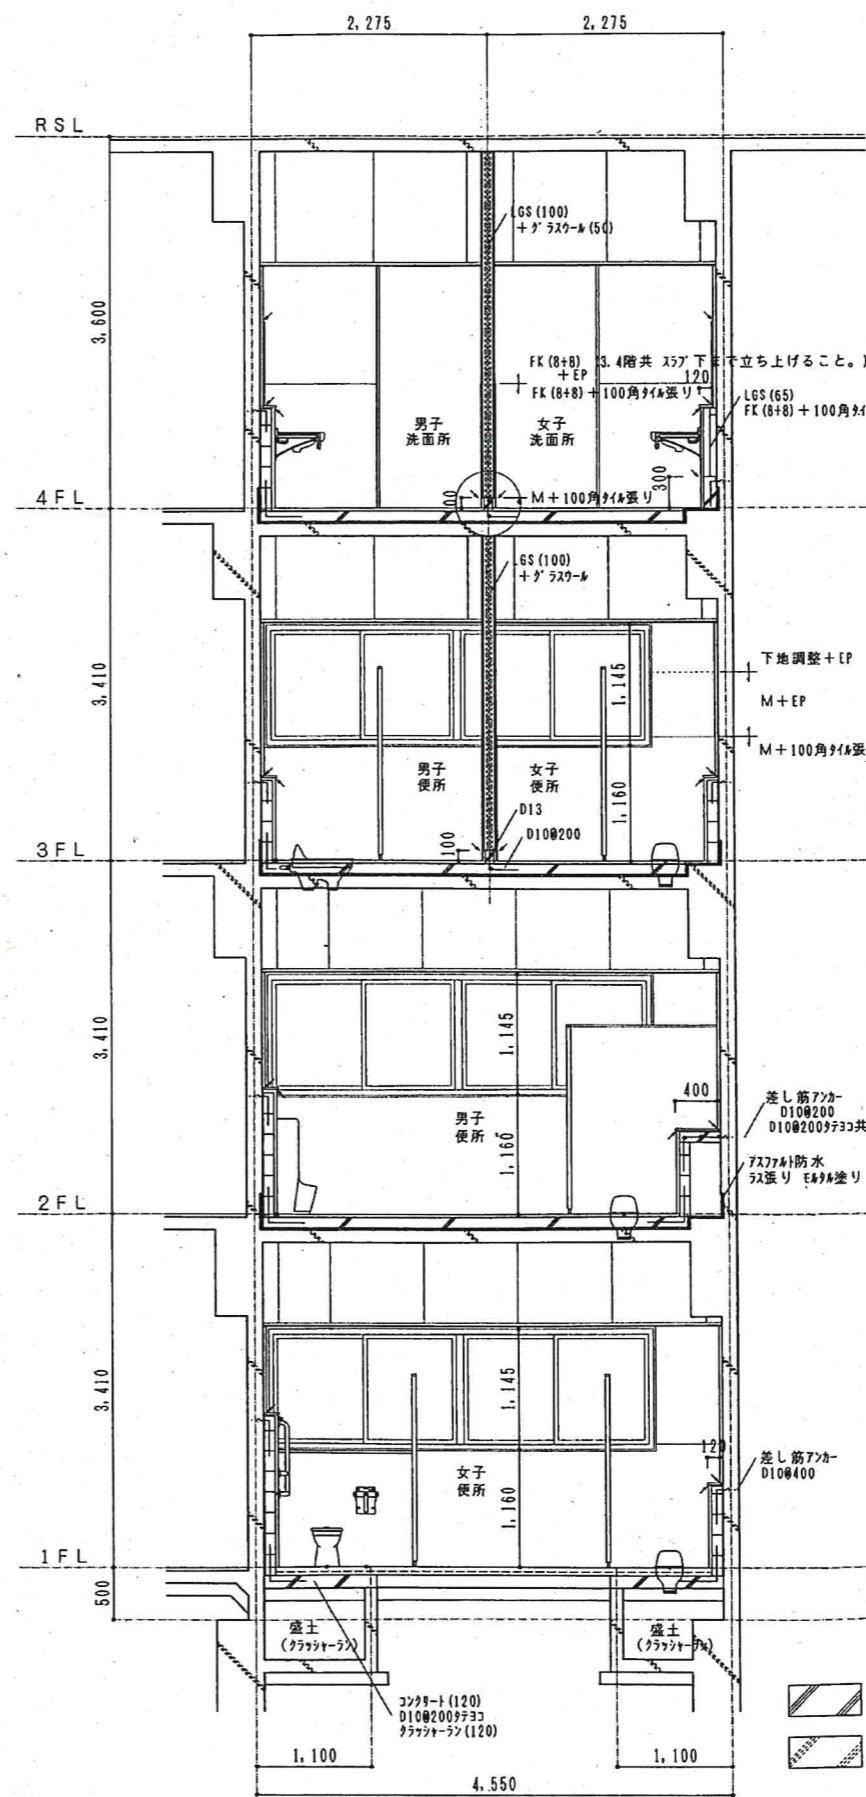 2,275
2,275
RSL
LGS(100)
+グラスウール(50)
3,600
FK(8+8) (3.4階共 スラブ下まで立ち上げること。)
+EP
FK(8+8)+100角タイル張り
120
LGS(65)
FK(8+8)+100角タイ
男子
洗面所
女子
洗面所
300
4FL
M+100角タイル張り
LGS(100)
+グラスウール
3,410
1,145
下地調整+EP
M+EP
M+100角タイル張
男子
便所
女子
便所
1,160
D13
D10@200
100
3FL
3,410
1,145
400
差し筋アンカー
D10@200
D10@200タテヨコ共
男子
便所
1,160
アスファルト防水
ラス張り モルタル塗り
2FL
3,410
1,145
120
差し筋アンカー
D10@400
女子
便所
1,160
1FL
500
盛土
(クラッシャーラン)
盛土
(クラッシャーラン)
コンクリート(120)
D10@200タテヨコ
クラッシャーラン(120)
1,100
1,100
4,550